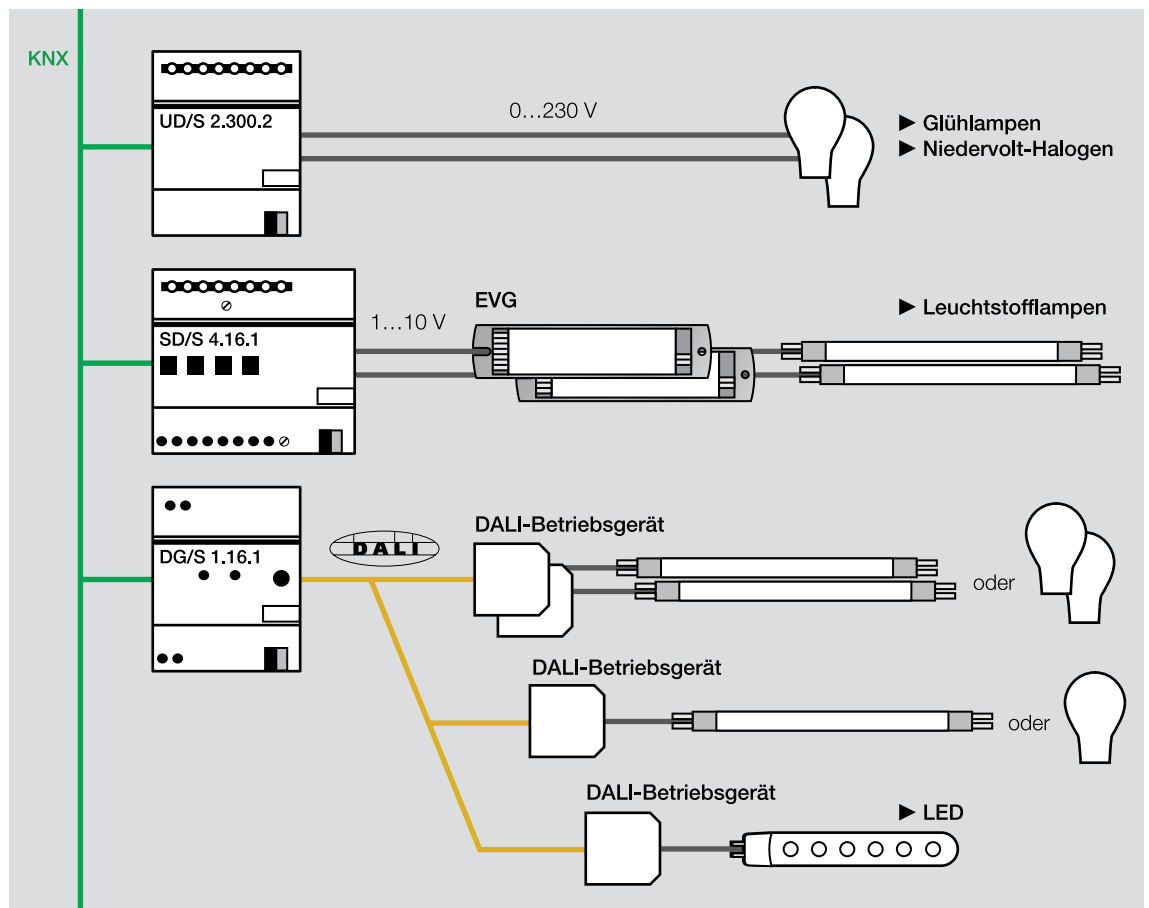 KNX
UD/S 2.300.2
0...230 V
► Glühlampen
► Niedervolt-Halogen
SD/S 4.16.1
1...10 V
EVG
► Leuchtstofflampen
DG/S 1.16.1
DALI
DALI-Betriebsgerät
oder
DALI-Betriebsgerät
oder
DALI-Betriebsgerät
► LED